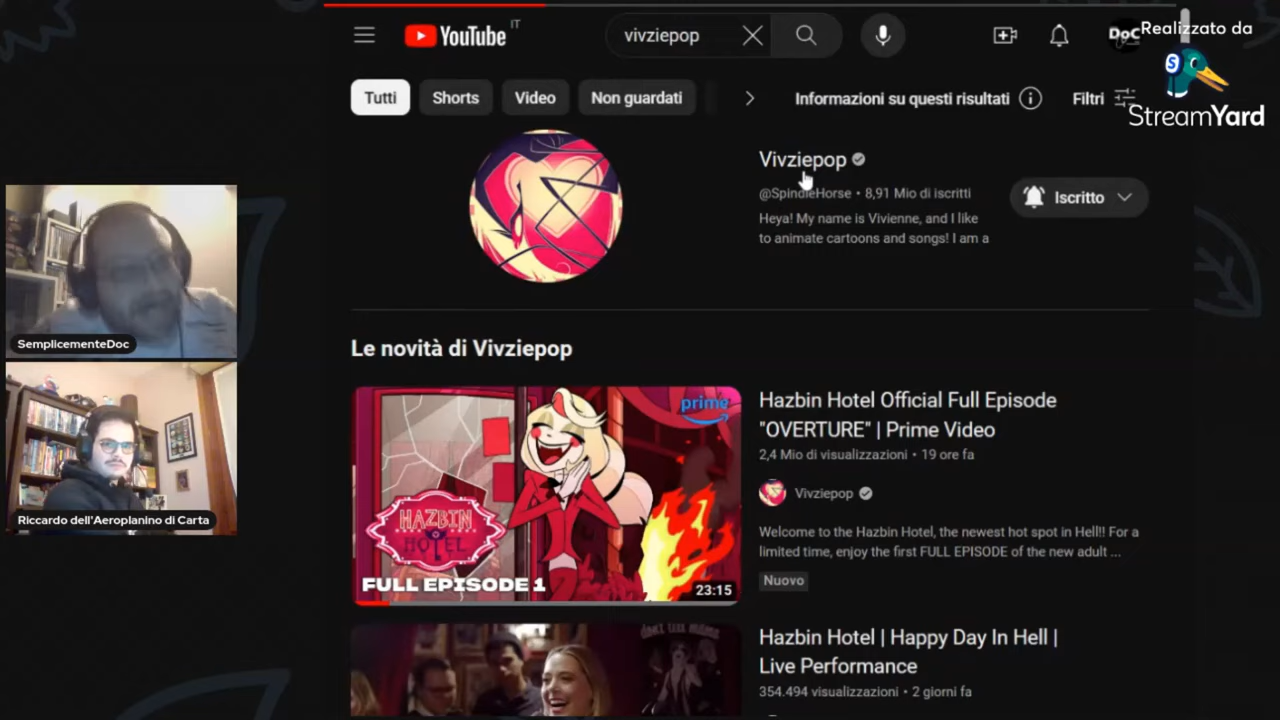 YouTube
IT
vivziepop
Realizzato da
StreamYard
Tutti
Shorts
Video
Non guardati
Informazioni su questi risultati
Filtri
Vivziepop
@SpindleHorse • 8,91 Mio di iscritti
Heya! My name is Vivienne, and I like
to animate cartoons and songs! I am a
Iscritto
SemplicementeDoc
Riccardo dell'Aeroplanino di Carta
Le novità di Vivziepop
prime
HAZBIN
HOTEL
FULL EPISODE 1
23:15
Hazbin Hotel Official Full Episode
"OVERTURE" | Prime Video
2,4 Mio di visualizzazioni • 19 ore fa
Vivziepop
Welcome to the Hazbin Hotel, the newest hot spot in Hell!! For a
limited time, enjoy the first FULL EPISODE of the new adult ...
Nuovo
Hazbin Hotel | Happy Day In Hell |
Live Performance
354.494 visualizzazioni • 2 giorni fa